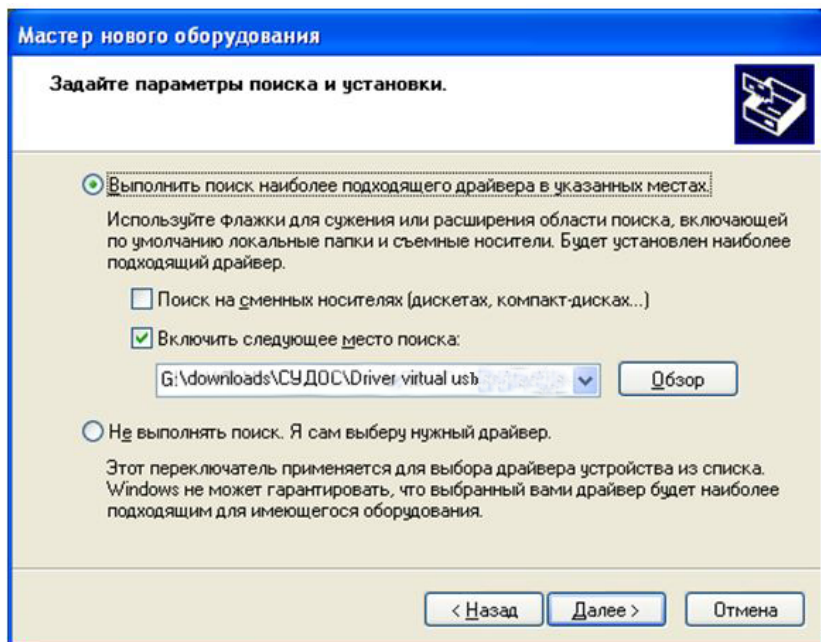 Мастер нового оборудования
Задайте параметры поиска и установки.
Выполнить поиск наиболее подходящего драйвера в указанных местах.
Используйте флажки для сужения или расширения области поиска, включающей
по умолчанию локальные папки и съемные носители. Будет установлен наиболее
подходящий драйвер.
Поиск на сменных носителях (дискетах, компакт-дисках...)
Включить следующее место поиска:
G:\downloads\СУДОС\Driver virtual usb
Обзор
Не выполнять поиск. Я сам выберу нужный драйвер.
Этот переключатель применяется для выбора драйвера устройства из списка.
Windows не может гарантировать, что выбранный вами драйвер будет наиболее
подходящим для имеющегося оборудования.
< Назад
Далее >
Отмена